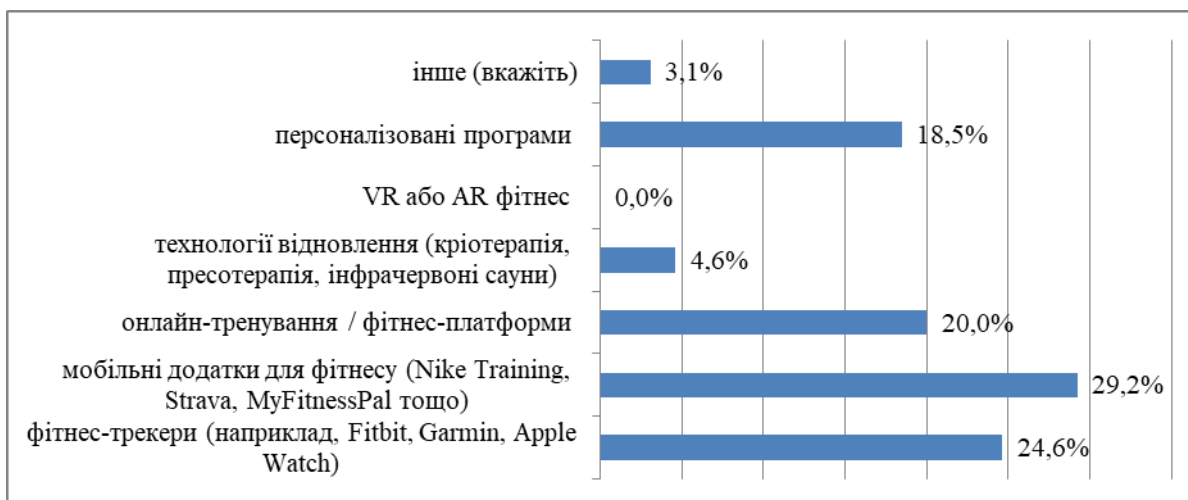 інше (вкажіть)
3,1%
персоналізовані програми
18,5%
VR або AR фітнес
0,0%
технології відновлення (кріотерапія,
пресотерапія, інфрачервоні сауни)
4,6%
онлайн-тренування / фітнес-платформи
20,0%
мобільні додатки для фітнесу (Nike Training,
Strava, MyFitnessPal тощо)
29,2%
фітнес-трекери (наприклад, Fitbit, Garmin, Apple
Watch)
24,6%